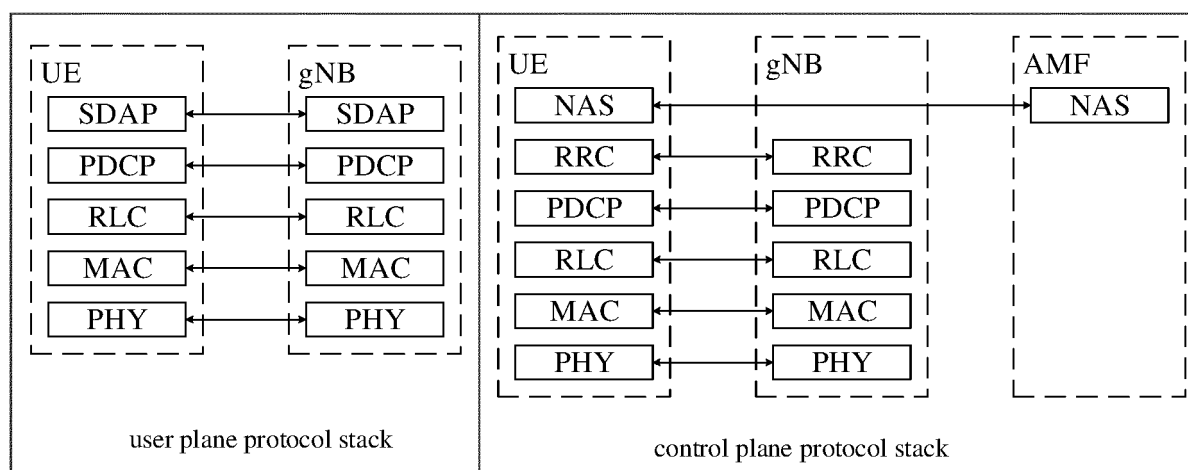 UE gNB
SDAP SDAP
PDCP PDCP
RLC RLC
MAC MAC
PHY PHY
user plane protocol stack
UE gNB AMF
NAS NAS
RRC RRC
PDCP PDCP
RLC RLC
MAC MAC
PHY PHY
control plane protocol stack